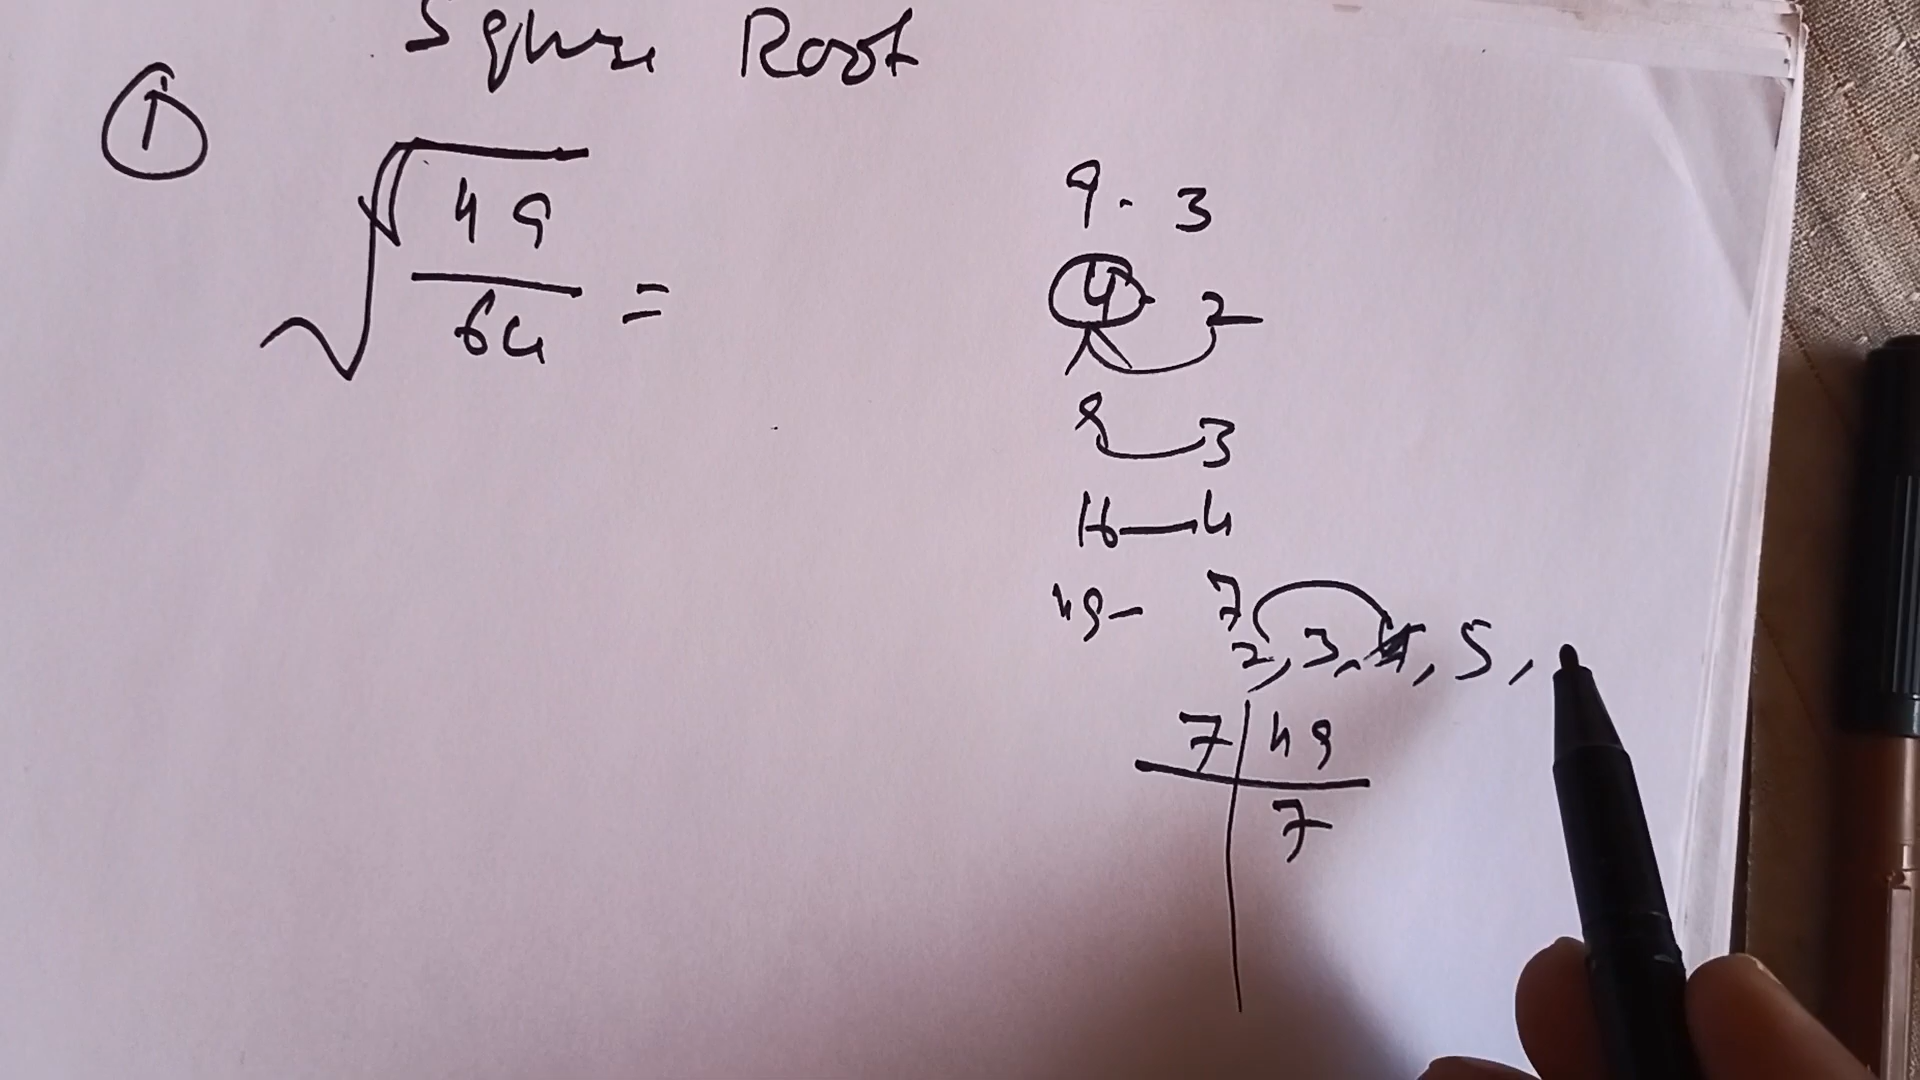 Square Root
1
√49/64 =
9. 3
4 2
9 3
16 — 4
49 — 7
2, 3, 4, 5,
7 | 49
7